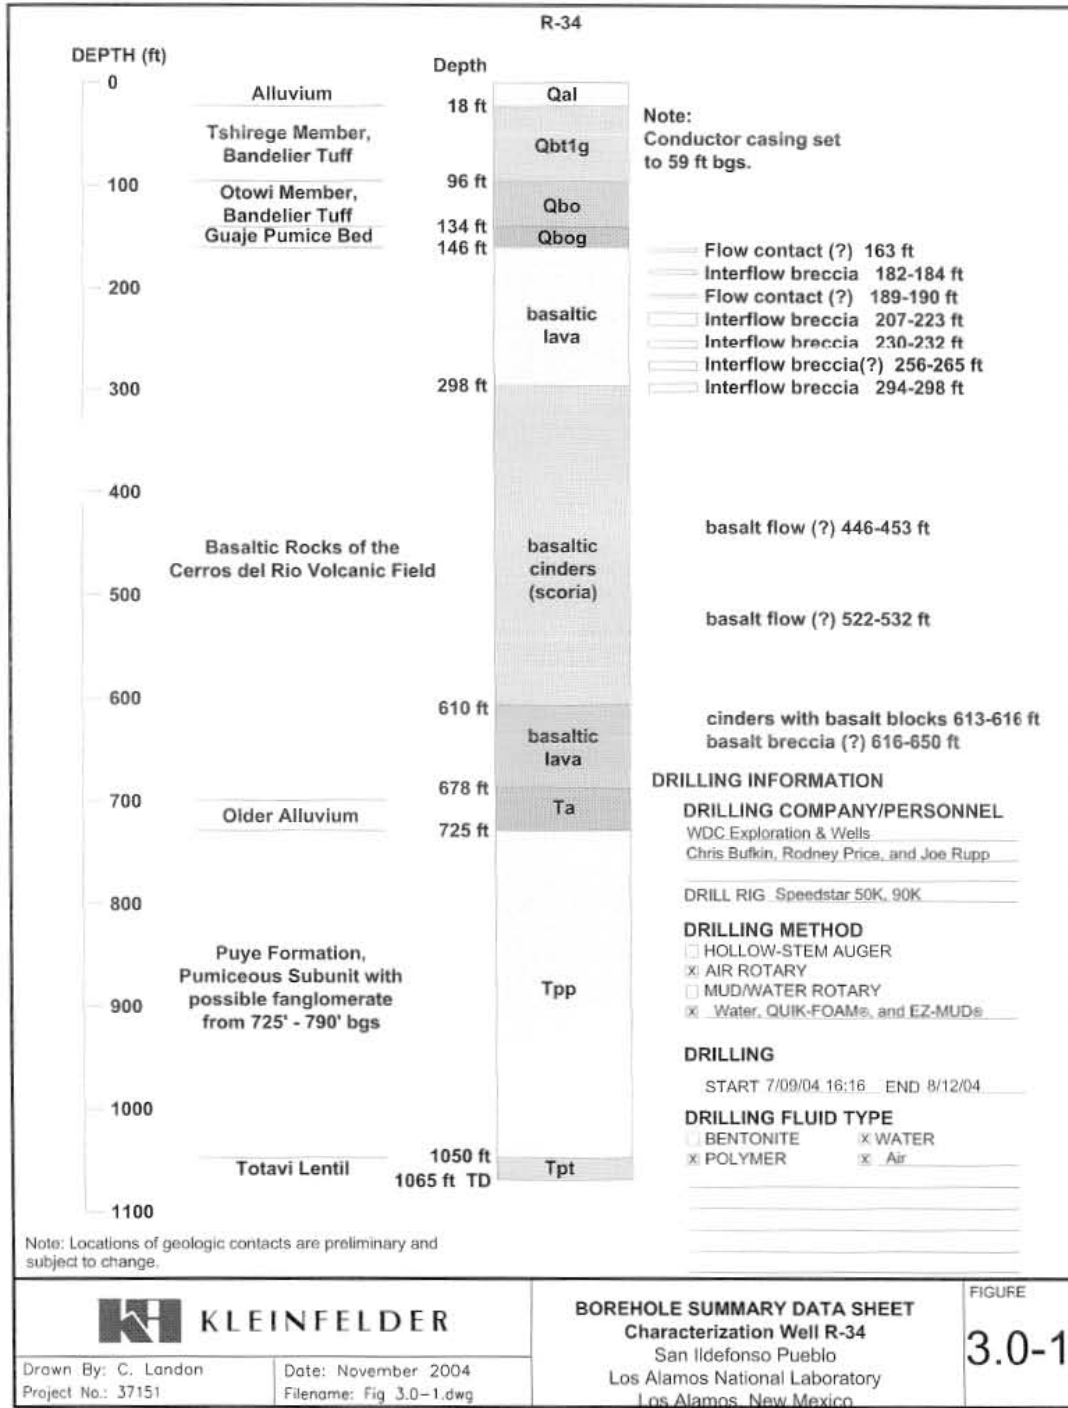 R-34
DEPTH (ft)
Depth
0
Alluvium
Qal
18 ft
Note:
Conductor casing set
to 59 ft bgs.
Tshirege Member,
Bandelier Tuff
Qbt1g
100
96 ft
Otowi Member,
Bandelier Tuff
Qbo
134 ft
Guaje Pumice Bed
Qbog
146 ft
Flow contact (?) 163 ft
Interflow breccia 182-184 ft
200
Flow contact (?) 189-190 ft
basaltic
lava
Interflow breccia 207-223 ft
Interflow breccia 230-232 ft
Interflow breccia(?) 256-265 ft
300
298 ft
Interflow breccia 294-298 ft
400
basalt flow (?) 446-453 ft
Basaltic Rocks of the
Cerros del Rio Volcanic Field
basaltic
cinders
(scoria)
500
basalt flow (?) 522-532 ft
600
610 ft
cinders with basalt blocks 613-616 ft
basalt breccia (?) 616-650 ft
basaltic
lava
678 ft
700
Older Alluvium
Ta
725 ft
800
Puye Formation,
Pumiceous Subunit with
possible fanglomerate
from 725' - 790' bgs
Tpp
900
1000
1050 ft
Totavi Lentil
Tpt
1065 ft TD
1100
DRILLING INFORMATION
DRILLING COMPANY/PERSONNEL
WDC Exploration & Wells
Chris Bufkin, Rodney Price, and Joe Rupp
DRILL RIG Speedstar 50K, 90K
DRILLING METHOD
HOLLOW-STEM AUGER
X AIR ROTARY
MUD/WATER ROTARY
X Water, QUIK-FOAM®, and EZ-MUD®
DRILLING
START 7/09/04 16:16 END 8/12/04
DRILLING FLUID TYPE
BENTONITE X WATER
X POLYMER X Air
Note: Locations of geologic contacts are preliminary and
subject to change.
KH KLEINFELDER
Drawn By: C. Landon
Date: November 2004
Project No.: 37151
Filename: Fig 3.0-1.dwg
BOREHOLE SUMMARY DATA SHEET
Characterization Well R-34
San Ildefonso Pueblo
Los Alamos National Laboratory
Los Alamos, New Mexico
FIGURE
3.0-1